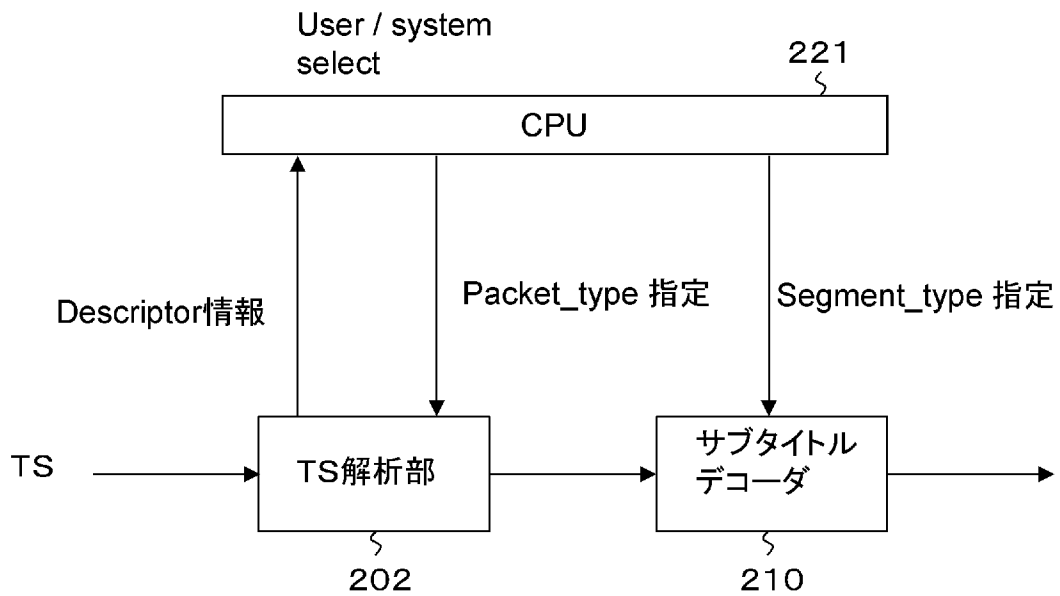 User / system
select
221
CPU
Descriptor情報
Packet_type 指定
Segment_type 指定
TS
TS解析部
サブタイトル
デコーダ
202
210